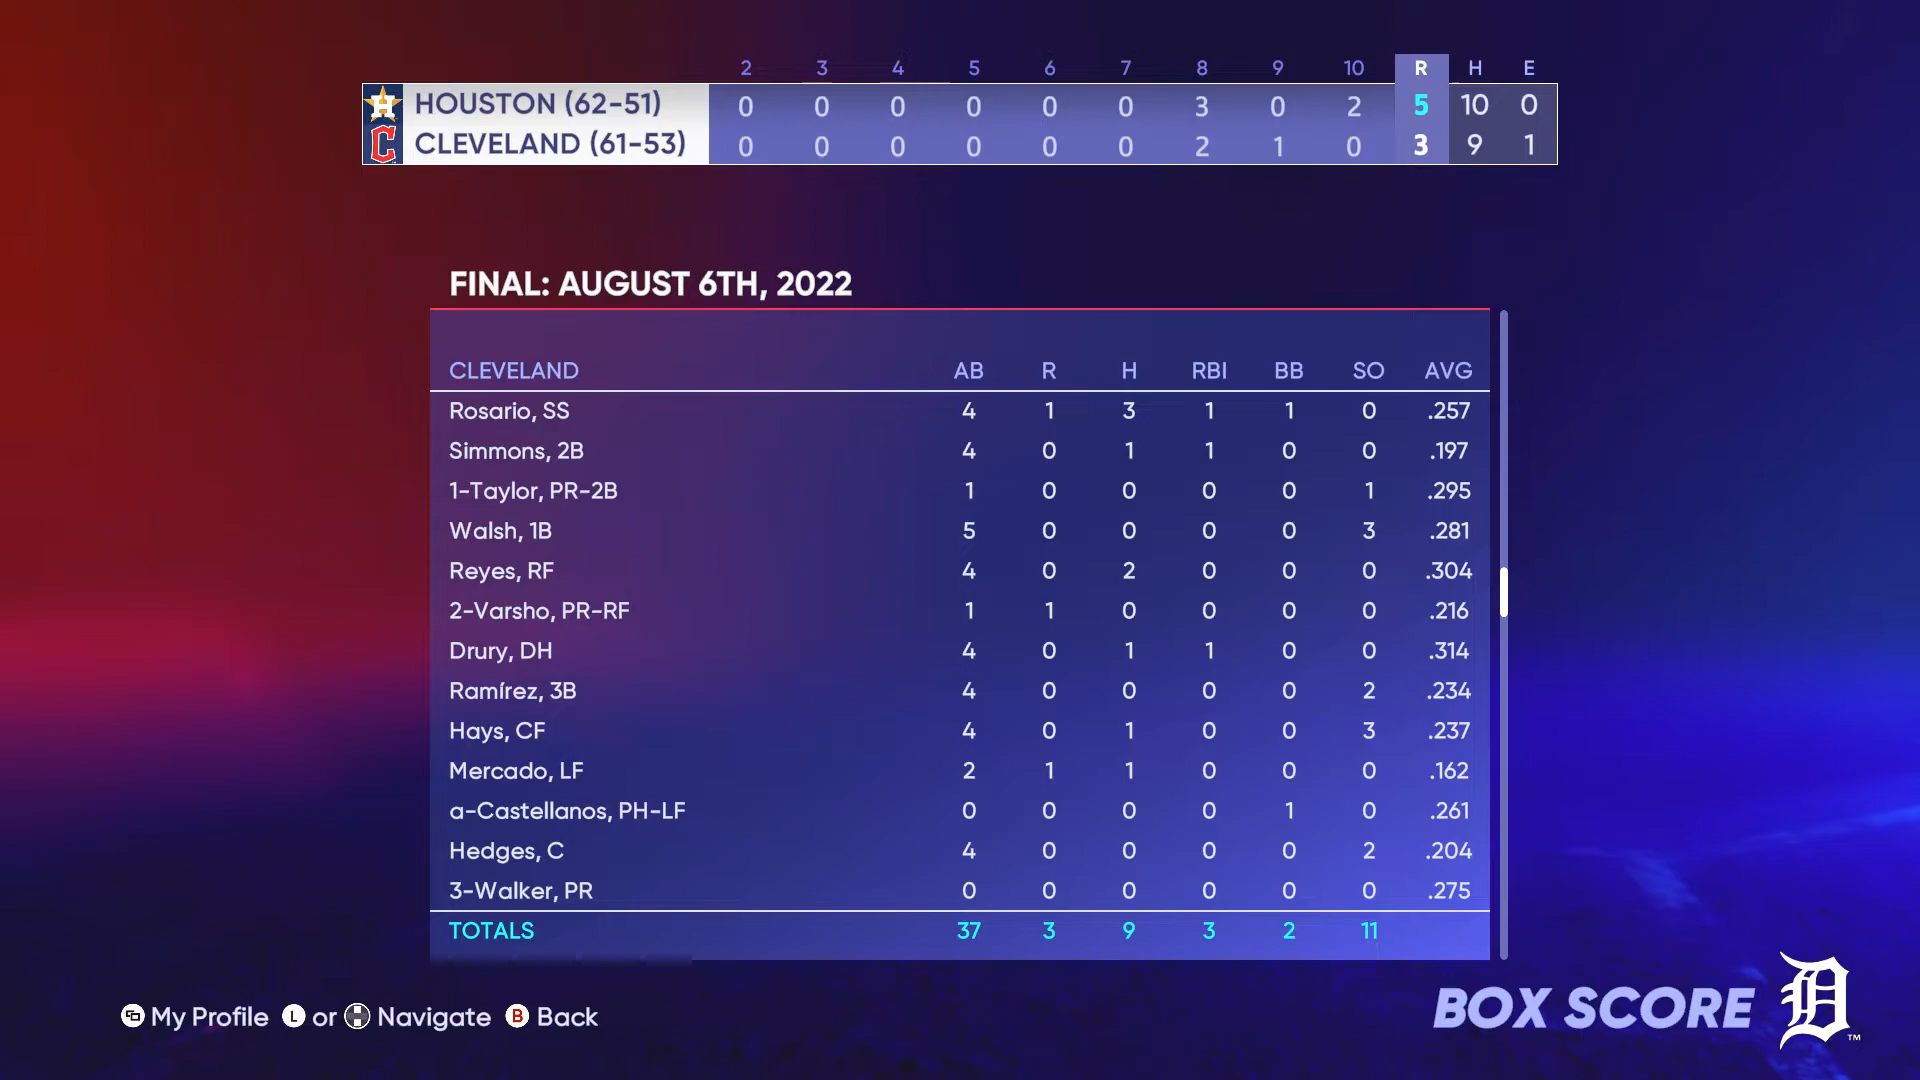 2 3 4 5 6 7 8 9 10 R H E
HOUSTON (62-51) 0 0 0 0 0 0 3 0 2 5 10 0
CLEVELAND (61-53) 0 0 0 0 0 0 2 1 0 3 9 1
FINAL: AUGUST 6TH, 2022
CLEVELAND AB R H RBI BB SO AVG
Rosario, SS 4 1 3 1 1 0 .257
Simmons, 2B 4 0 1 1 0 0 .197
1-Taylor, PR-2B 1 0 0 0 0 1 .295
Walsh, 1B 5 0 0 0 0 3 .281
Reyes, RF 4 0 2 0 0 0 .304
2-Varsho, PR-RF 1 1 0 0 0 0 .216
Drury, DH 4 0 1 1 0 0 .314
Ramírez, 3B 4 0 0 0 0 2 .234
Hays, CF 4 0 1 0 0 3 .237
Mercado, LF 2 1 1 0 0 0 .162
a-Castellanos, PH-LF 0 0 0 0 1 0 .261
Hedges, C 4 0 0 0 0 2 .204
3-Walker, PR 0 0 0 0 0 0 .275
TOTALS 37 3 9 3 2 11
My Profile L or Navigate B Back
BOX SCORE D TM